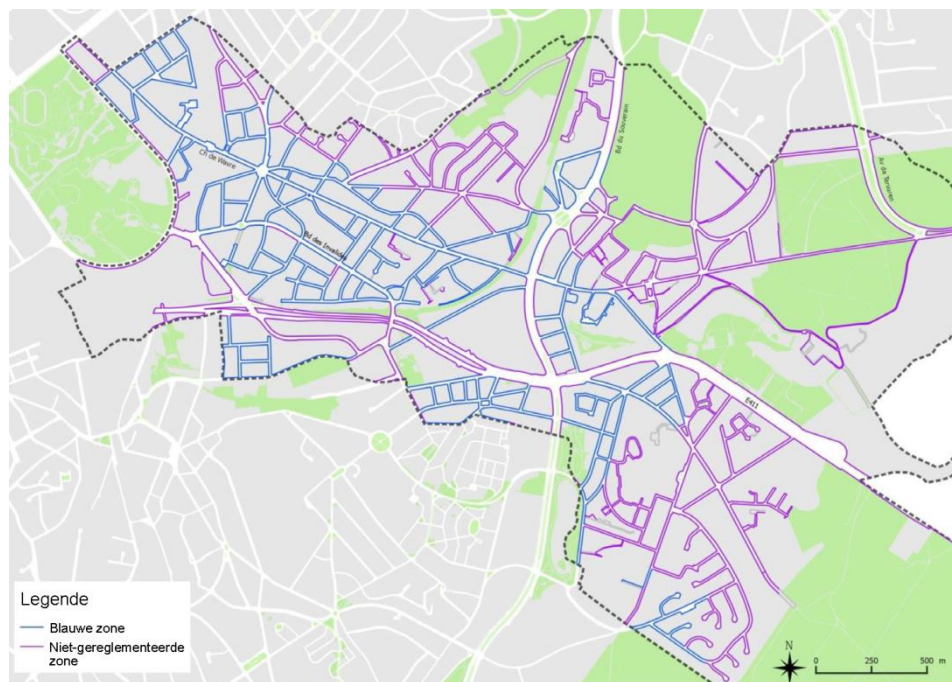 Ch de Wavre
Bd des Invalides
Bd du Souverain
Av de Tervuren
E411
Legende
Blauwe zone
Niet-gereglementeerde
zone
N
0 250 500 m